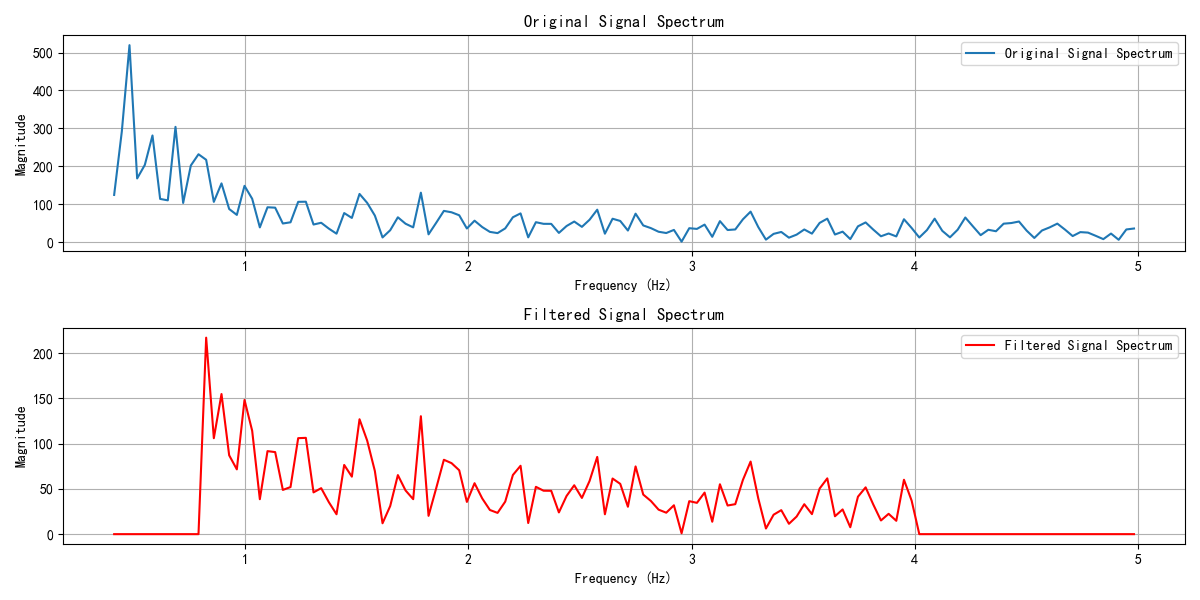 Original Signal Spectrum
Original Signal Spectrum
Magnitude
500
400
300
200
100
0
1
2
3
4
5
Frequency (Hz)
Filtered Signal Spectrum
Filtered Signal Spectrum
Magnitude
200
150
100
50
0
1
2
3
4
5
Frequency (Hz)